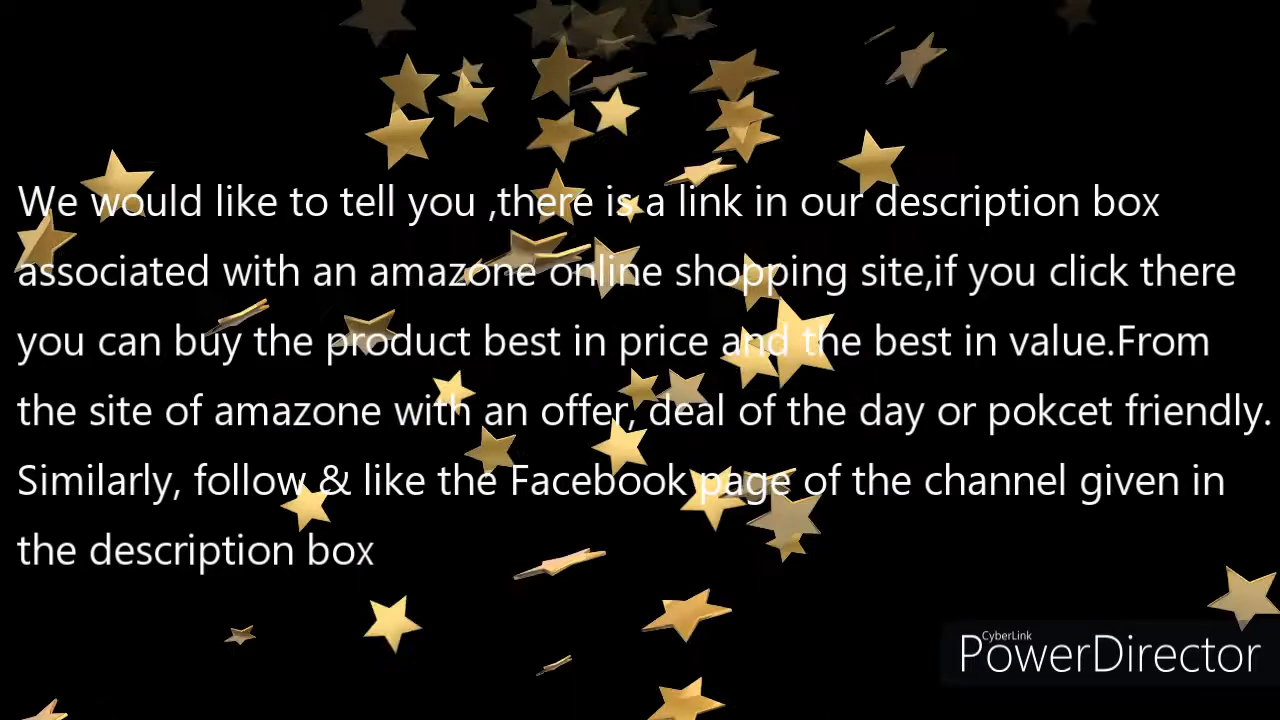 We would like to tell you ,there is a link in our description box
associated with an amazone online shopping site,if you click there
you can buy the product best in price and the best in value.From
the site of amazone with an offer, deal of the day or pokcet friendly.
Similarly, follow & like the Facebook page of the channel given in
the description box
CyberLink
PowerDirector